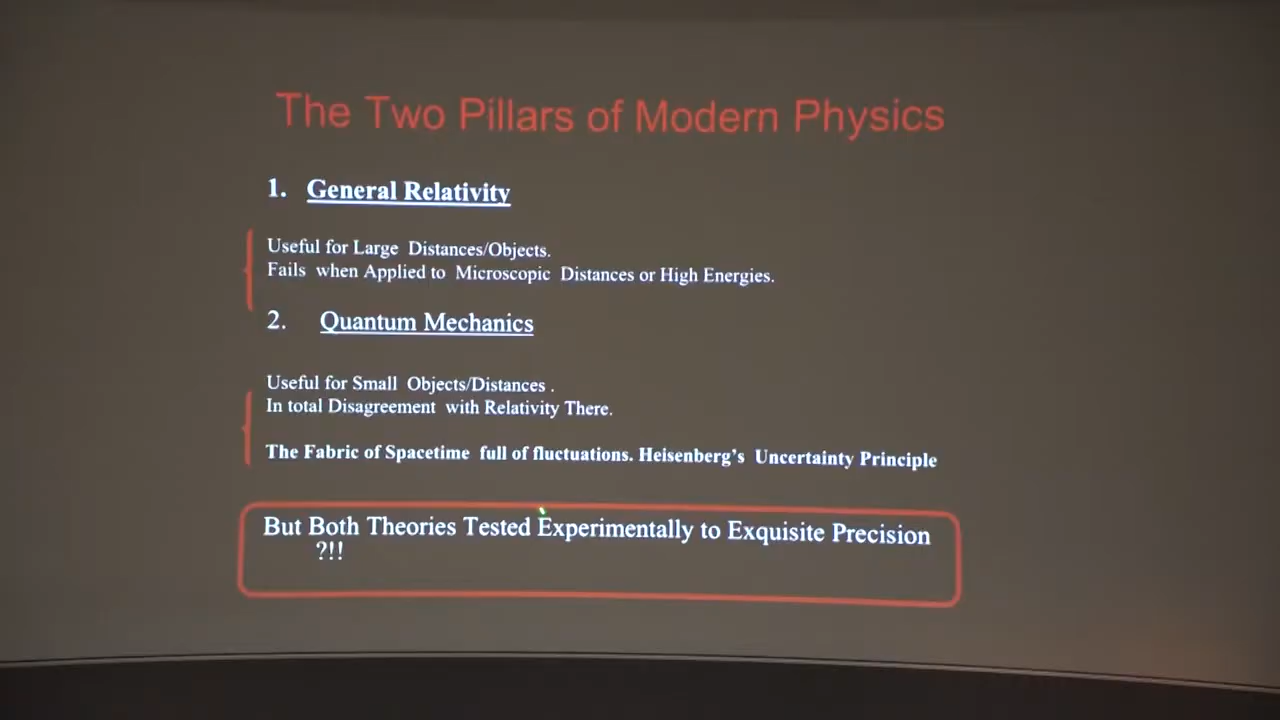 The Two Pillars of Modern Physics
1. General Relativity
Useful for Large Distances/Objects.
Fails when Applied to Microscopic Distances or High Energies.
2. Quantum Mechanics
Useful for Small Objects/Distances .
In total Disagreement with Relativity There.
The Fabric of Spacetime full of fluctuations. Heisenberg's Uncertainty Principle
But Both Theories Tested Experimentally to Exquisite Precision
?!!